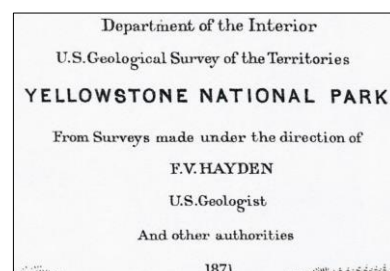 Department of the Interior
U.S. Geological Survey of the Territories
YELLOWSTONE NATIONAL PARK
From Surveys made under the direction of
F.V. HAYDEN
U.S. Geologist
And other authorities
1871